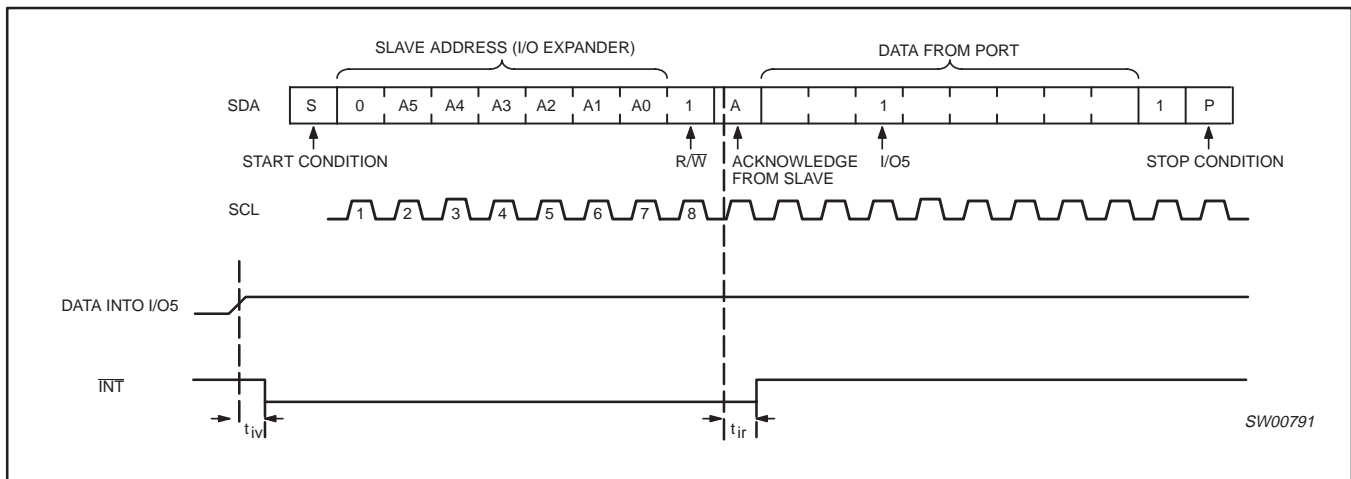 SLAVE ADDRESS (I/O EXPANDER) DATA FROM PORT
SDA S 0 A5 A4 A3 A2 A1 A0 1 A 1 1 P
START CONDITION R/W̅ ACKNOWLEDGE FROM SLAVE I/O5 STOP CONDITION
SCL 1 2 3 4 5 6 7 8
DATA INTO I/O5
I̅N̅T̅
tiv tir
SW00791